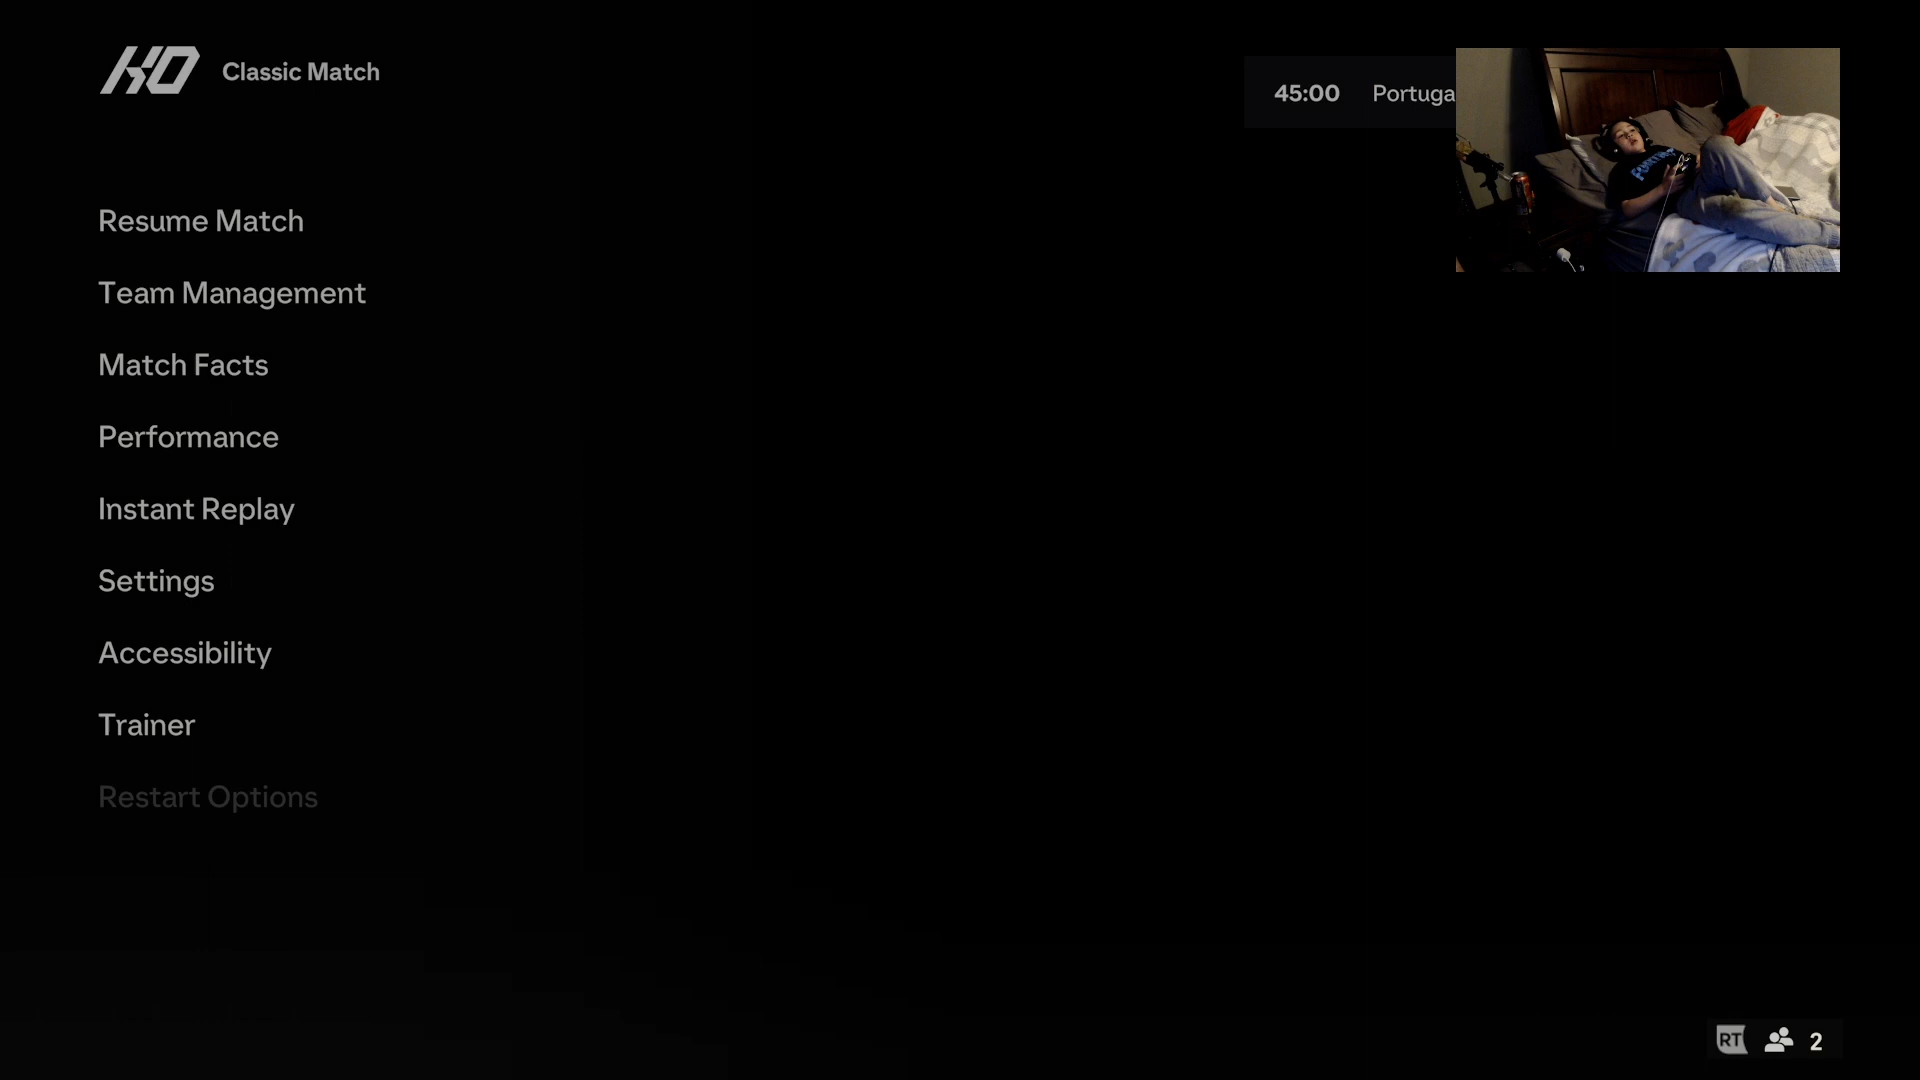 KO Classic Match
45:00 Portuga
Resume Match
Team Management
Match Facts
Performance
Instant Replay
Settings
Accessibility
Trainer
Restart Options
RT 2